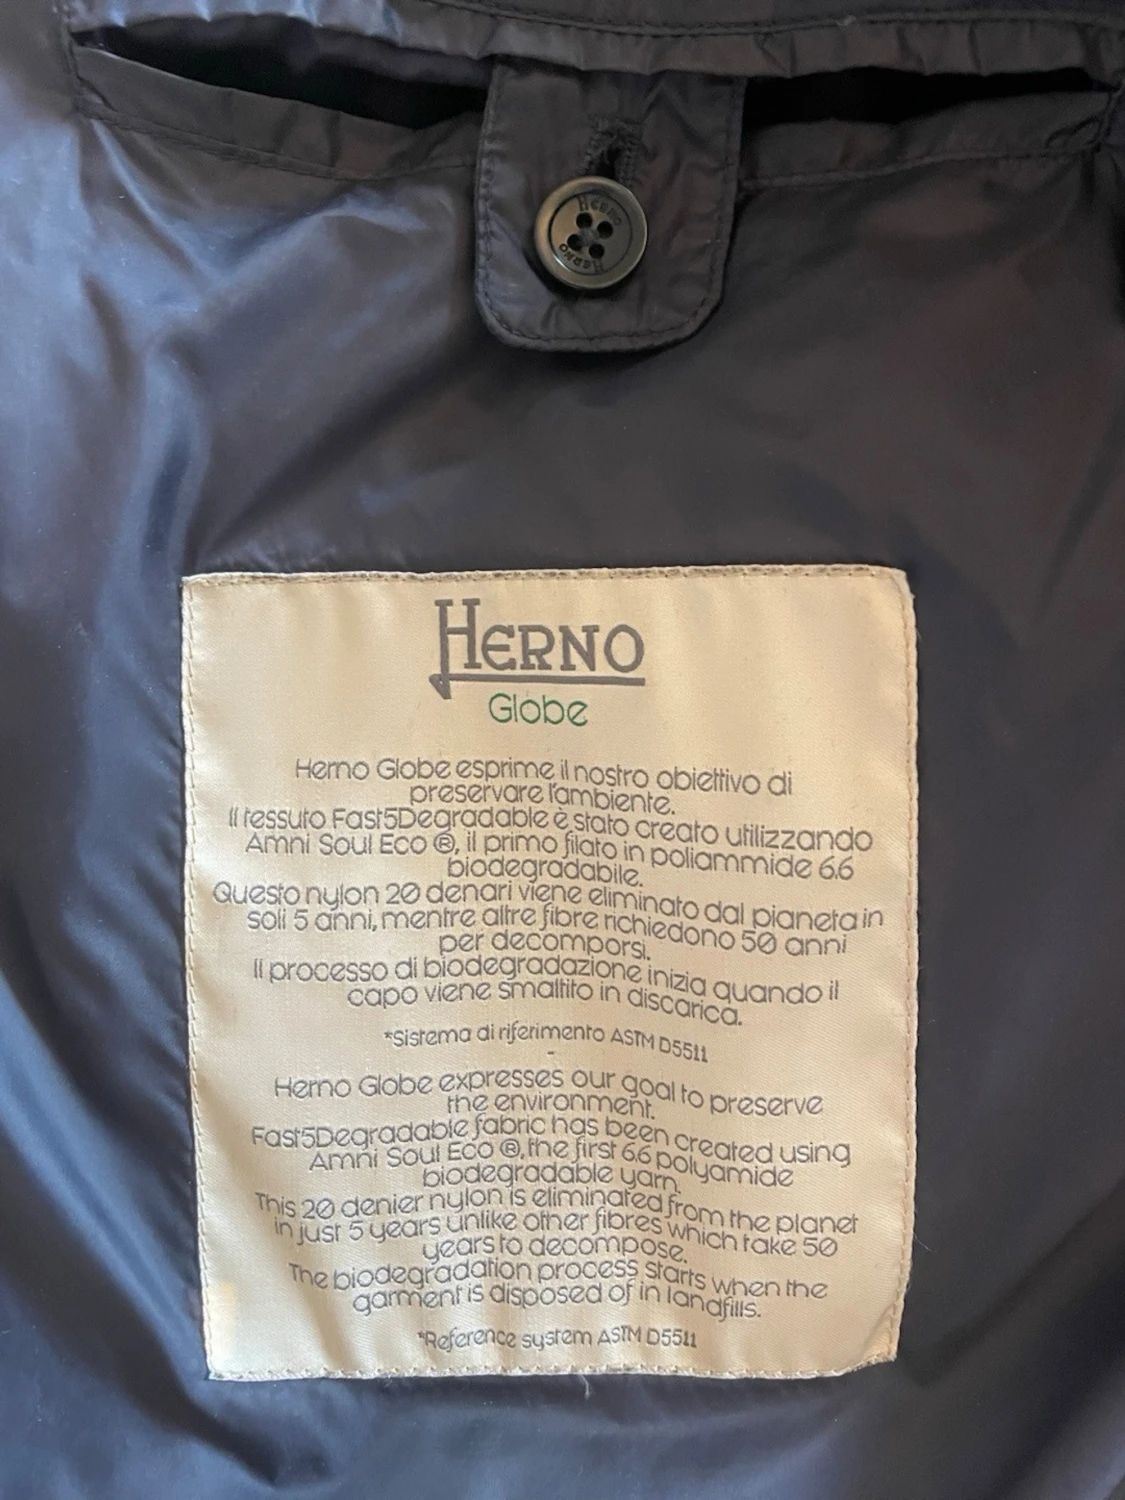 HERNO
HERNO
HERNO
Globe
Herno Globe esprime il nostro obiettivo di
preservare l'ambiente.
Il tessuto Fast5Degradable è stato creato utilizzando
Amni Soul Eco ®, il primo filato in poliammide 6.6
biodegradabile.
Questo nylon 20 denari viene eliminato dal pianeta in
soli 5 anni, mentre altre fibre richiedono 50 anni
per decomporsi.
Il processo di biodegradazione inizia quando il
capo viene smaltito in discarica.
*Sistema di riferimento ASTM D5511
-
Herno Globe expresses our goal to preserve
the environment.
Fast5Degradable fabric has been created using
Amni Soul Eco ®, the first 6.6 polyamide
biodegradable yarn.
This 20 denier nylon is eliminated from the planet
in just 5 years unlike other fibres which take 50
years to decompose.
The biodegradation process starts when the
garment is disposed of in landfills.
*Reference system ASTM D5511